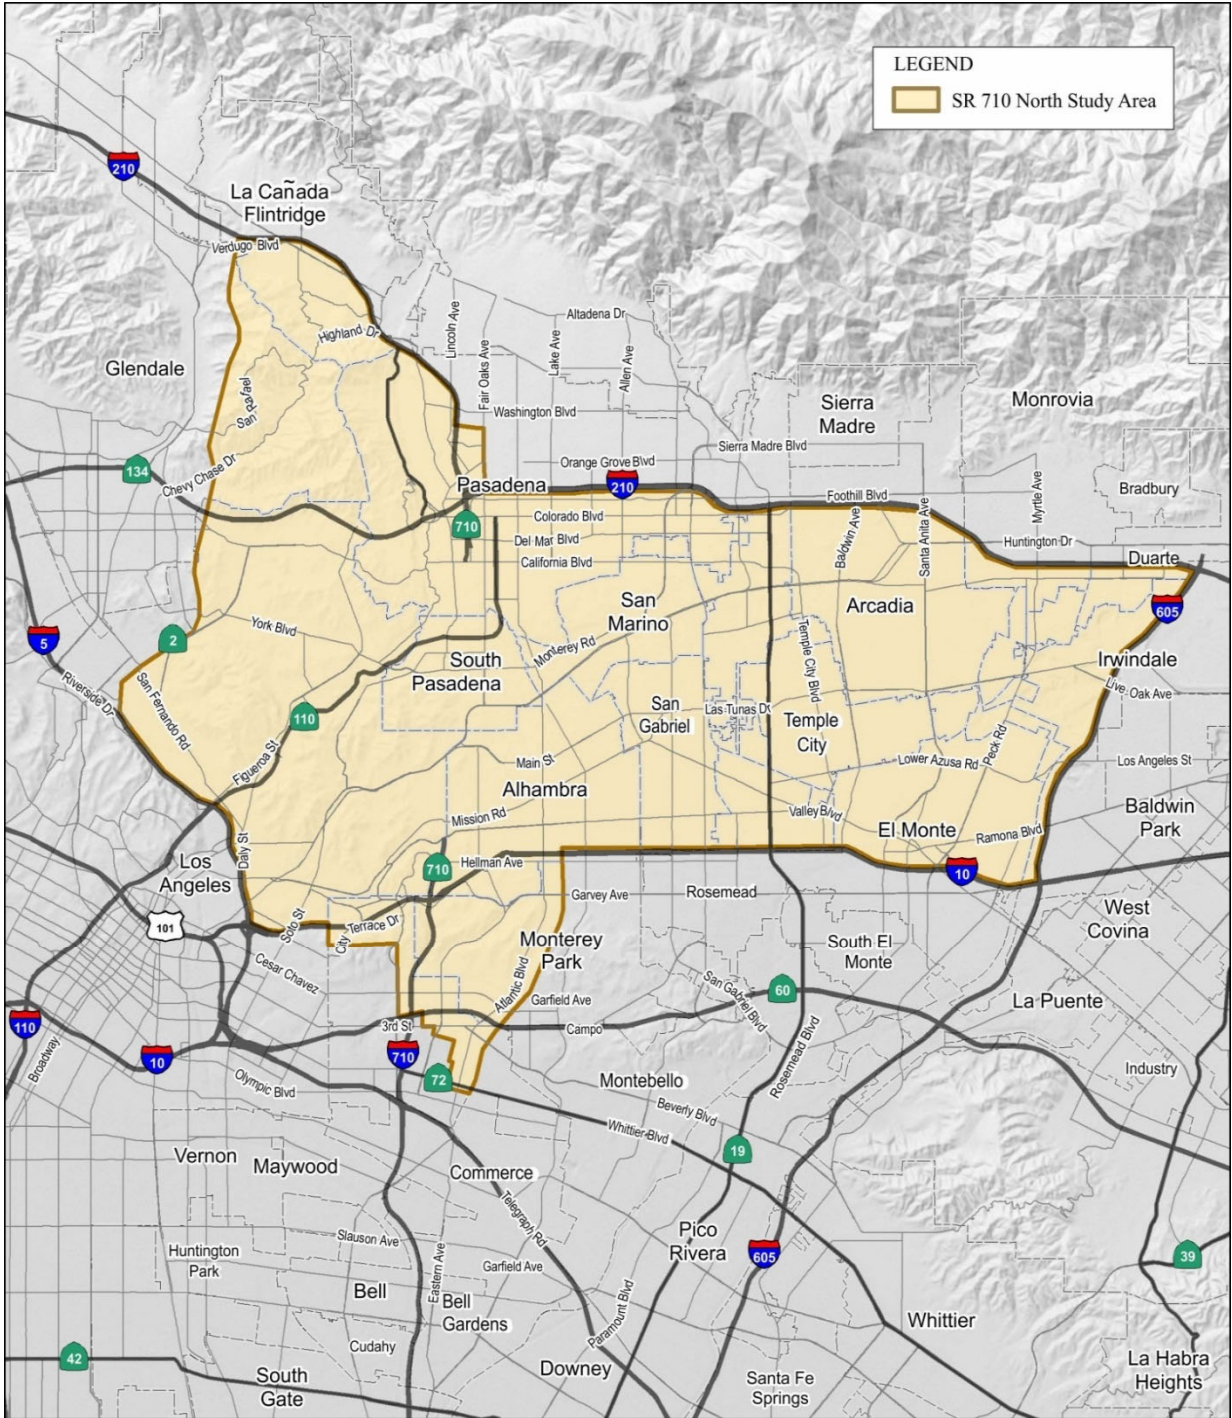 LEGEND
SR 710 North Study Area
210
La Cañada
Flintridge
Verdugo Blvd
Highland Dr
Lincoln Ave
Fair Oaks Ave
Lake Ave
Allen Ave
Altadena Dr
Glendale
San Rafael
Washington Blvd
Sierra
Madre
Monrovia
Sierra Madre Blvd
134
Chevy Chase Dr
Orange Grove Blvd
Pasadena
210
Foothill Blvd
Myrtle Ave
Bradbury
710
Colorado Blvd
Del Mar Blvd
California Blvd
Baldwin Ave
Santa Anita Ave
Huntington Dr
Duarte
San
Marino
Arcadia
605
5
2
York Blvd
Monterey Rd
Temple City Blvd
South
Pasadena
Irwindale
Live Oak Ave
Riverside Dr
San Fernando Rd
110
San
Gabriel
Las Tunas Dr
Temple
City
Figueroa St
Main St
Lower Azusa Rd
Peck Rd
Los Angeles St
Alhambra
Mission Rd
Valley Blvd
El Monte
Ramona Blvd
Baldwin
Park
Daly St
Los
Angeles
710
Hellman Ave
10
Garvey Ave
Rosemead
101
Soto St
City Terrace Dr
West
Covina
Cesar Chavez
Monterey
Park
South El
Monte
Atlantic Blvd
Garfield Ave
San Gabriel Blvd
60
La Puente
110
Broadway
3rd St
Campo
Rosemead Blvd
10
710
72
Olympic Blvd
Montebello
Industry
Beverly Blvd
Whittier Blvd
19
Vernon
Maywood
Commerce
Telegraph Rd
Slauson Ave
Huntington
Park
Eastern Ave
Garfield Ave
Pico
Rivera
605
39
Bell
Bell
Gardens
Paramount Blvd
Cudahy
Whittier
42
South
Gate
Downey
Santa Fe
Springs
La Habra
Heights